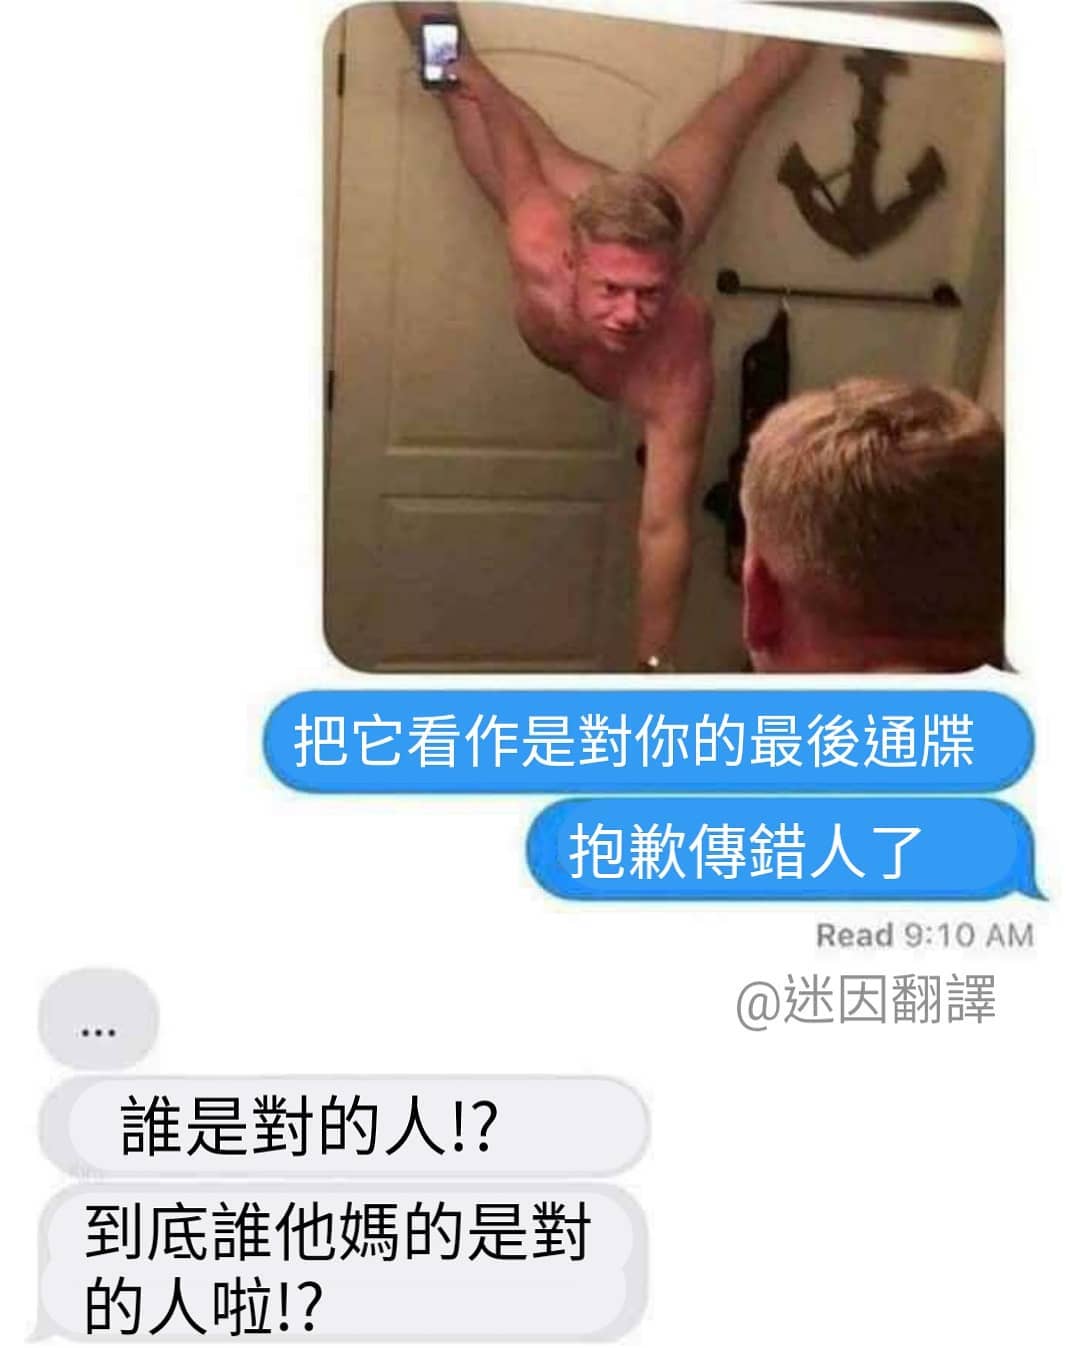 把它看作是對你的最後通牒
抱歉傳錯人了
Read 9:10 AM
@迷因翻譯
...
誰是對的人!?
到底誰他媽的是對
的人啦!?